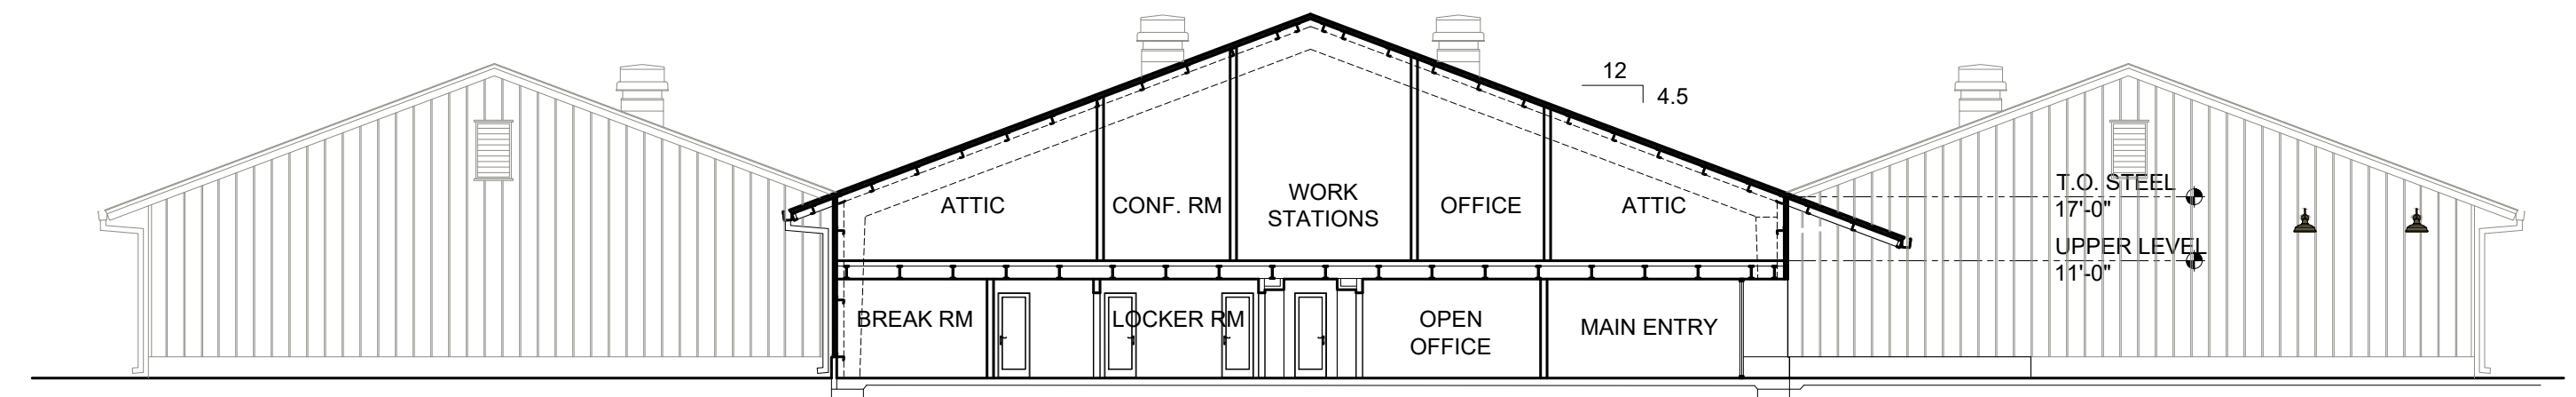 12
4.5
ATTIC
CONF. RM
WORK
STATIONS
OFFICE
ATTIC
T.O. STEEL
17'-0"
UPPER LEVEL
11'-0"
BREAK RM
LOCKER RM
OPEN
OFFICE
MAIN ENTRY